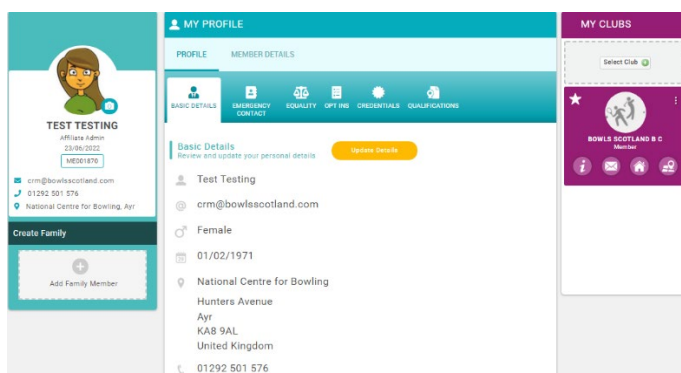 TEST TESTING
Affiliate Admin
23/06/2022
ME001870
crm@bowlsscotland.com
01292 501 576
National Centre for Bowling, Ayr
Create Family
Add Family Member
MY PROFILE
PROFILE MEMBER DETAILS
BASIC DETAILS
EMERGENCY CONTACT
EQUALITY
OPT INS
CREDENTIALS
QUALIFICATIONS
Basic Details
Review and update your personal details
Update Details
Test Testing
crm@bowlsscotland.com
Female
01/02/1971
National Centre for Bowling
Hunters Avenue
Ayr
KA8 9AL
United Kingdom
01292 501 576
MY CLUBS
Select Club
BOWLS SCOTLAND B C
Member